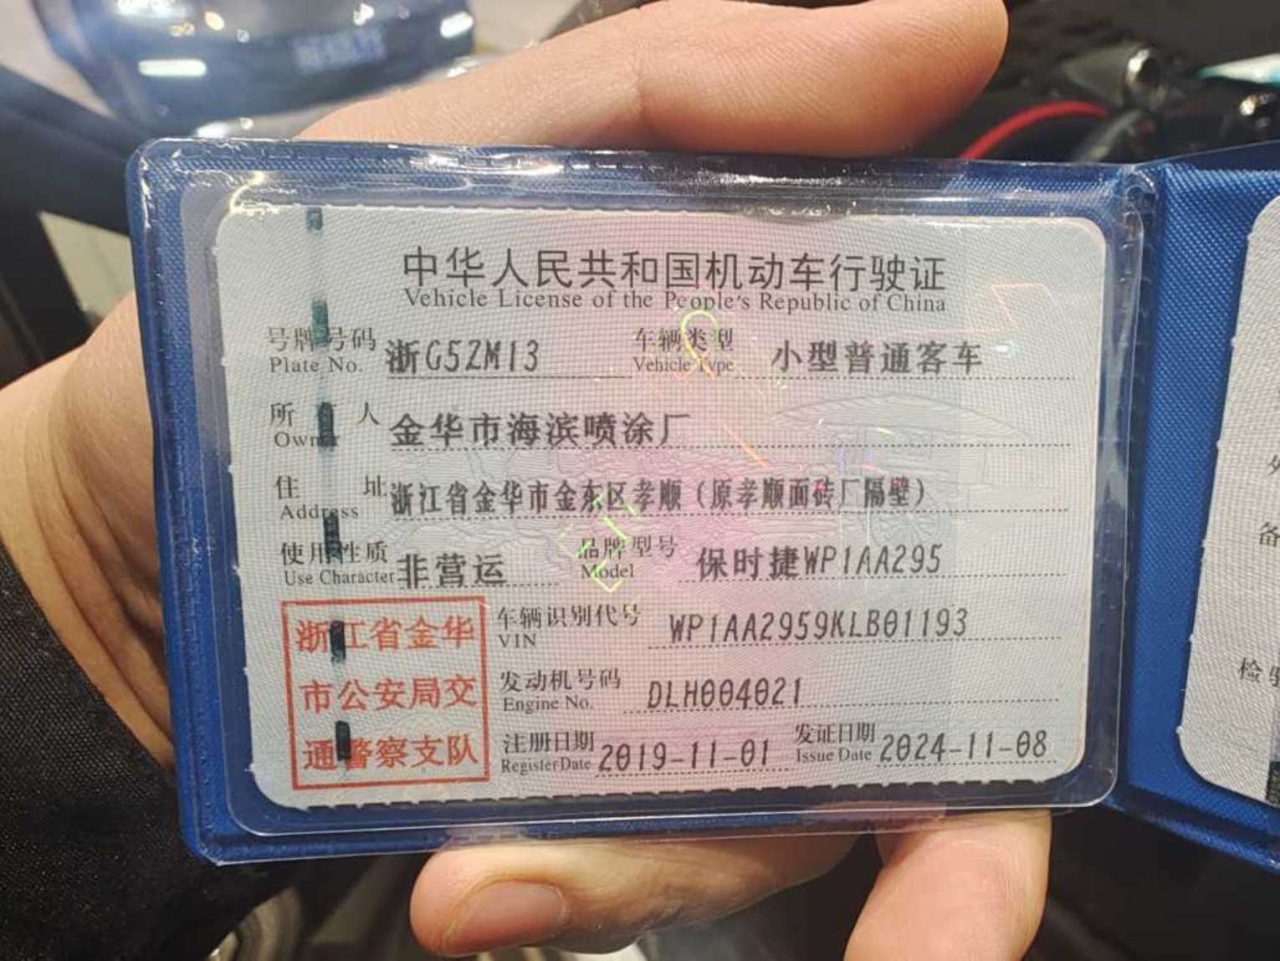 中华人民共和国机动车行驶证
Vehicle License of the People's Republic of China
号牌号码 浙G5ZM13 车辆类型 小型普通客车
Plate No. Vehicle Type
所有人 金华市海滨喷涂厂
Owner
住址 浙江省金华市金东区孝顺（原孝顺面砖厂隔壁）
Address
使用性质 非营运 品牌型号 保时捷WP1AA295
Use Character Model
浙江省金华
市公安局交
通警察支队
车辆识别代号 WP1AA2959KLB01193
VIN
发动机号码 DLH004021
Engine No.
注册日期 2019-11-01 发证日期 2024-11-08
Register Date Issue Date
备
检验